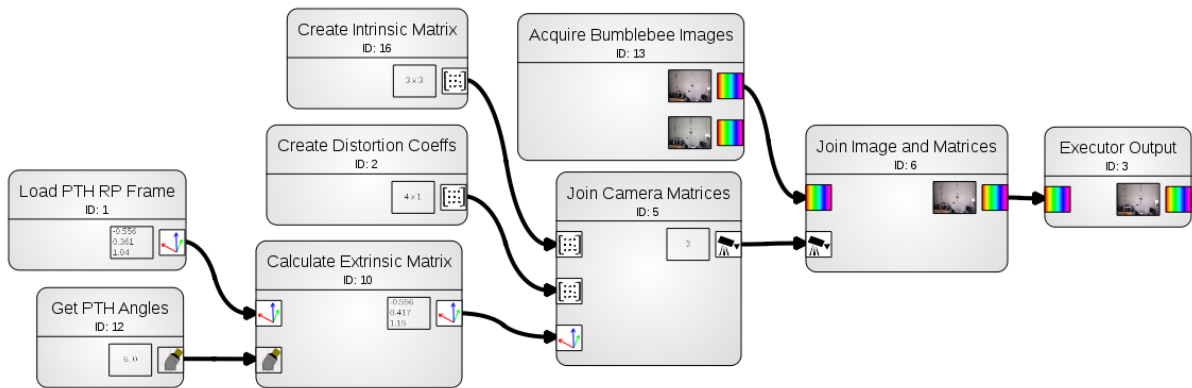 Create Intrinsic Matrix
ID: 16
3 x 3
Acquire Bumblebee Images
ID: 13
Create Distortion Coeffs
ID: 2
4 x 1
Join Image and Matrices
ID: 6
Executor Output
ID: 3
Load PTH RP Frame
ID: 1
-0.556
0.361
1.04
Join Camera Matrices
ID: 5
3
Calculate Extrinsic Matrix
ID: 10
-0.556
0.417
1.15
Get PTH Angles
ID: 12
6, 0